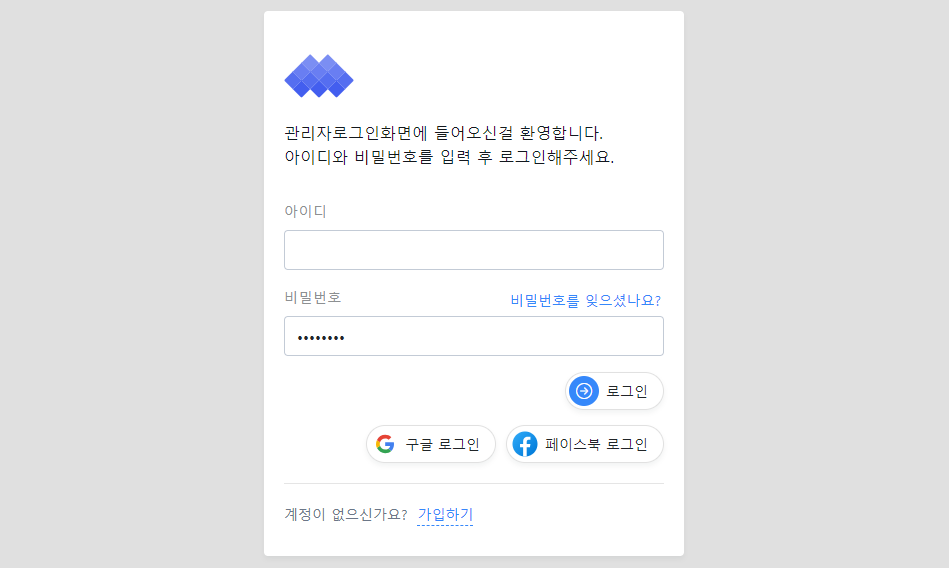 관리자로그인화면에 들어오신걸 환영합니다.
아이디와 비밀번호를 입력 후 로그인해주세요.
아이디
비밀번호
비밀번호를 잊으셨나요?
••••••••
로그인
구글 로그인
페이스북 로그인
계정이 없으신가요? 가입하기